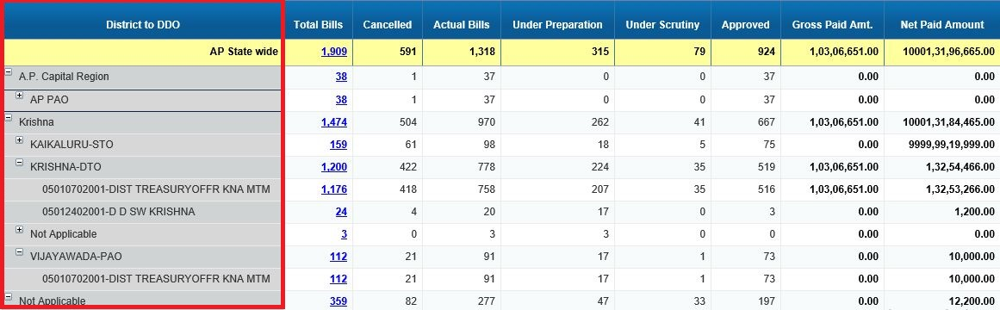 District to DDO Total Bills Cancelled Actual Bills Under Preparation Under Scrutiny Approved Gross Paid Amt. Net Paid Amount
AP State wide 1,909 591 1,318 315 79 924 1,03,06,651.00 10001,31,96,665.00
A.P. Capital Region 38 1 37 0 0 37 0.00 0.00
AP PAO 38 1 37 0 0 37 0.00 0.00
Krishna 1,474 504 970 262 41 667 1,03,06,651.00 10001,31,84,465.00
KAIKALURU-STO 159 61 98 18 5 75 0.00 9999,99,19,999.00
KRISHNA-DTO 1,200 422 778 224 35 519 1,03,06,651.00 1,32,54,466.00
05010702001-DIST TREASURYOFFR KNA MTM 1,176 418 758 207 35 516 1,03,06,651.00 1,32,53,266.00
05012402001-D D SW KRISHNA 24 4 20 17 0 3 0.00 1,200.00
Not Applicable 3 0 3 3 0 0 0.00 0.00
VIJAYAWADA-PAO 112 21 91 17 1 73 0.00 10,000.00
05010702001-DIST TREASURYOFFR KNA MTM 112 21 91 17 1 73 0.00 10,000.00
Not Applicable 359 82 277 47 33 197 0.00 12,200.00